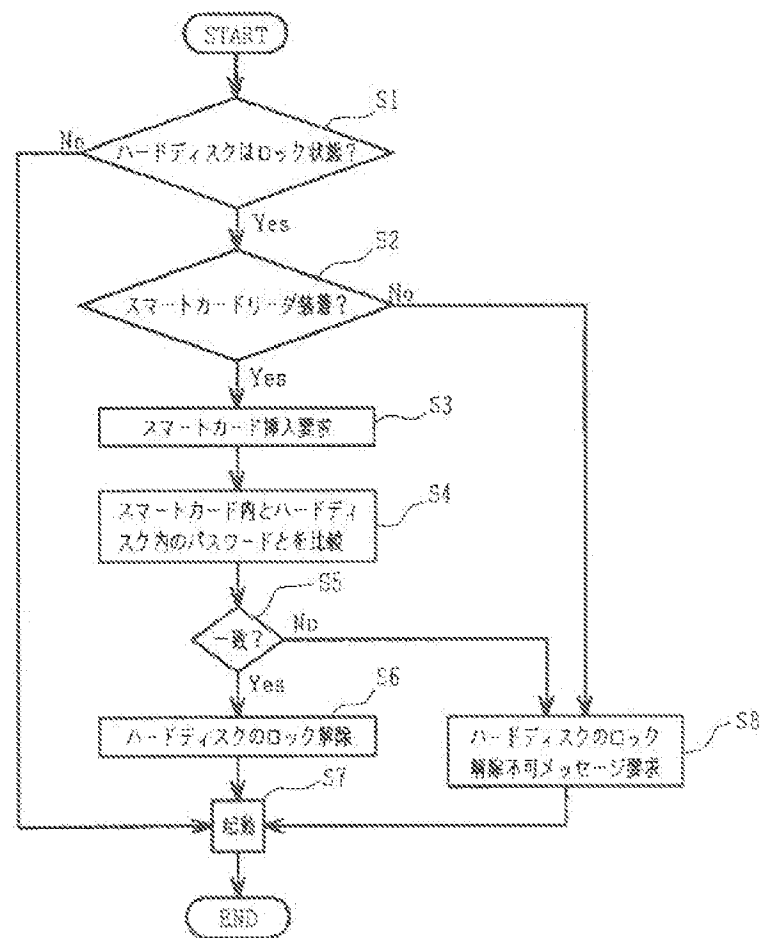 START
S1
No
ハードディスクはロック状態?
Yes
S2
スマートカードリーダ装着?
No
Yes
S3
スマートカード挿入要求
S4
スマートカード内とハードディ
スク内のパスワードとを比較
S5
一致?
No
Yes
S6
ハードディスクのロック解除
S8
ハードディスクのロック
解除不可メッセージ要求
S7
起動
END